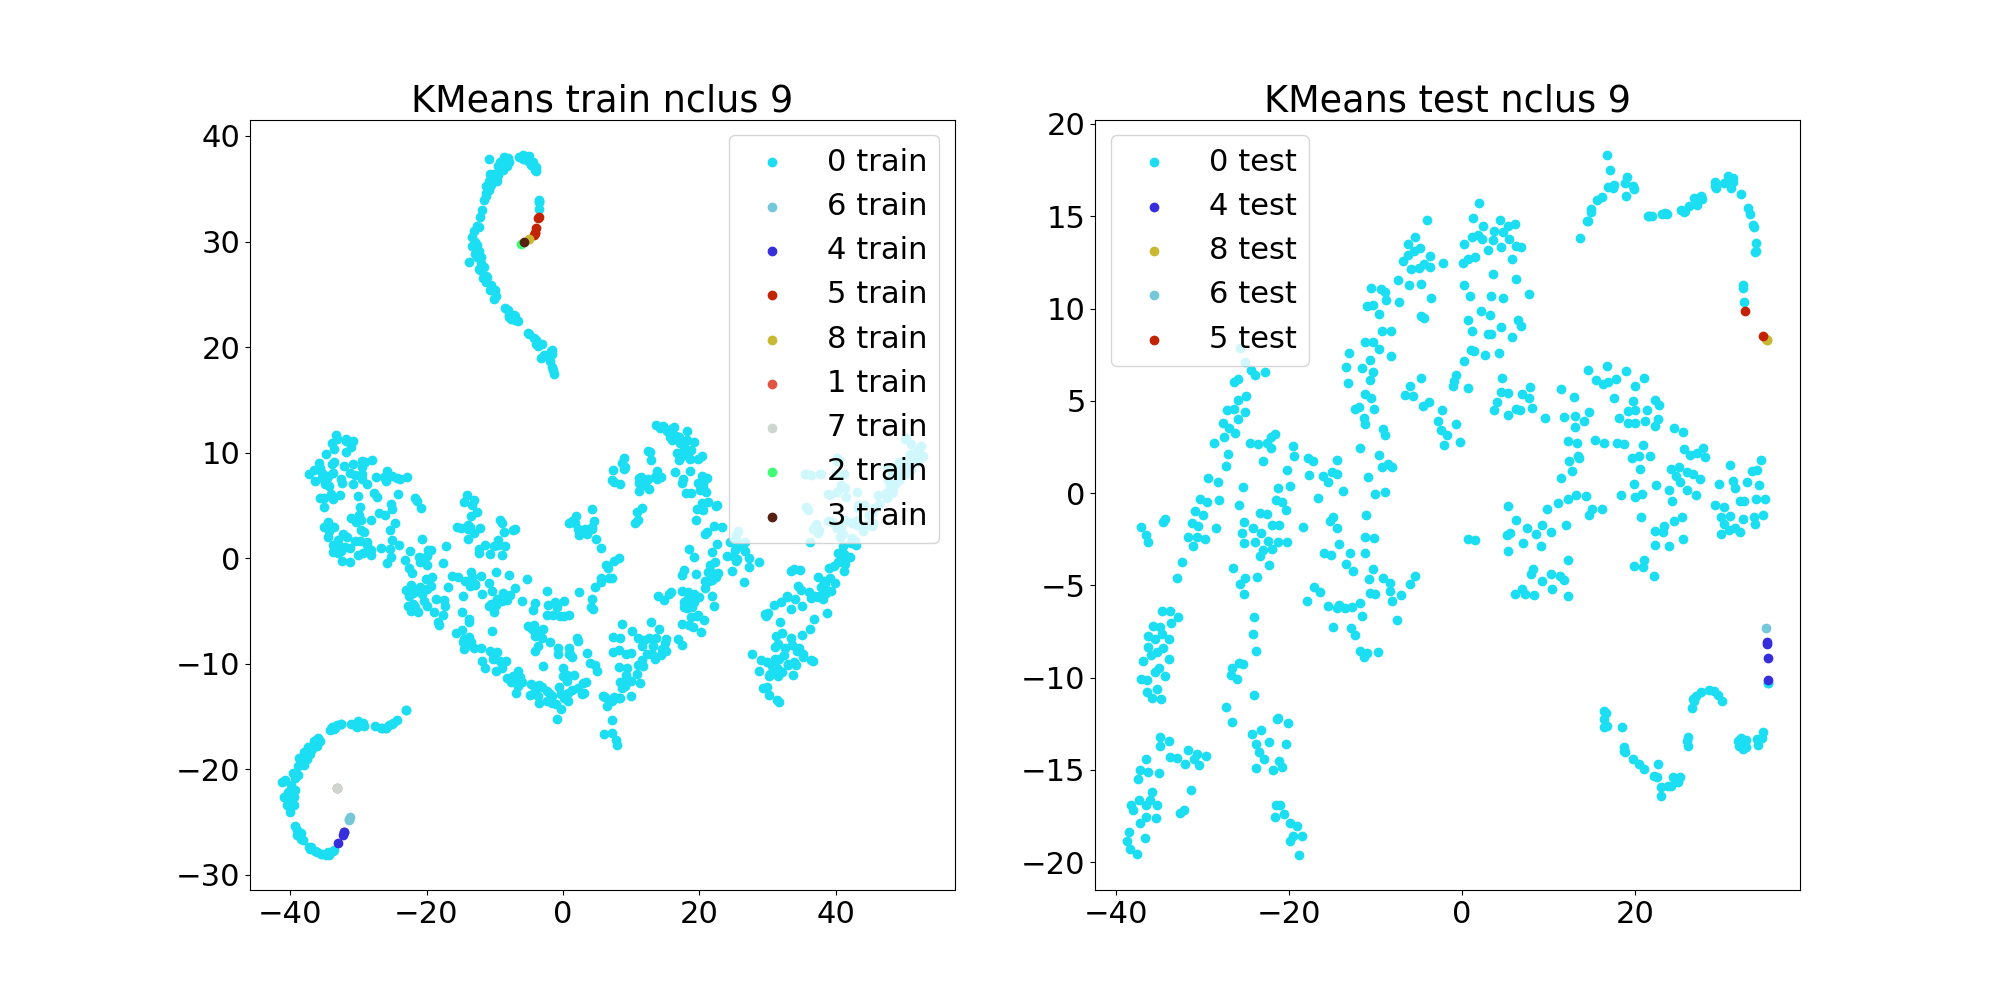 KMeans train nclus 9
40
30
20
10
0
−10
−20
−30
−40
−20
0
20
40
0 train
6 train
4 train
5 train
8 train
1 train
7 train
2 train
3 train
KMeans test nclus 9
20
15
10
5
0
−5
−10
−15
−20
−40
−20
0
20
0 test
4 test
8 test
6 test
5 test